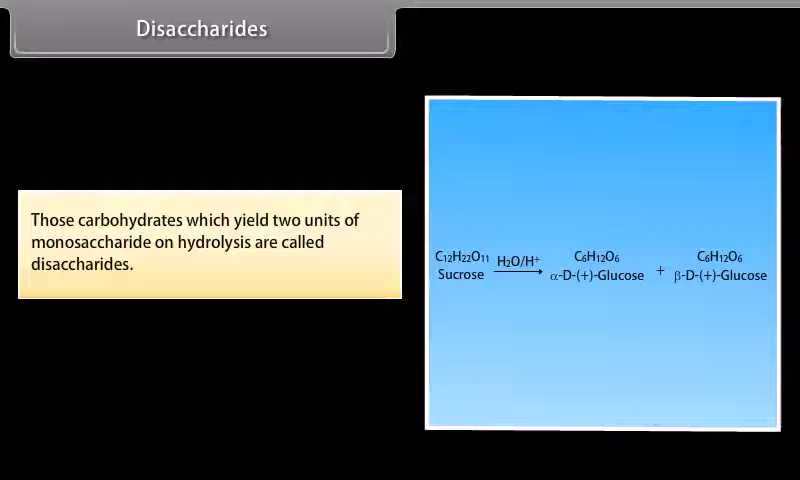 Disaccharides
Those carbohydrates which yield two units of
monosaccharide on hydrolysis are called
disaccharides.
C₁₂H₂₂O₁₁ H₂O/H⁺ C₆H₁₂O₆ C₆H₁₂O₆
Sucrose α-D-(+)-Glucose + β-D-(+)-Glucose